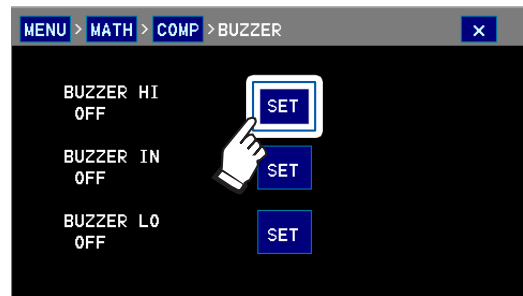 MENU > MATH > COMP >BUZZER ×
BUZZER HI SET
OFF
BUZZER IN SET
OFF
BUZZER LO SET
OFF